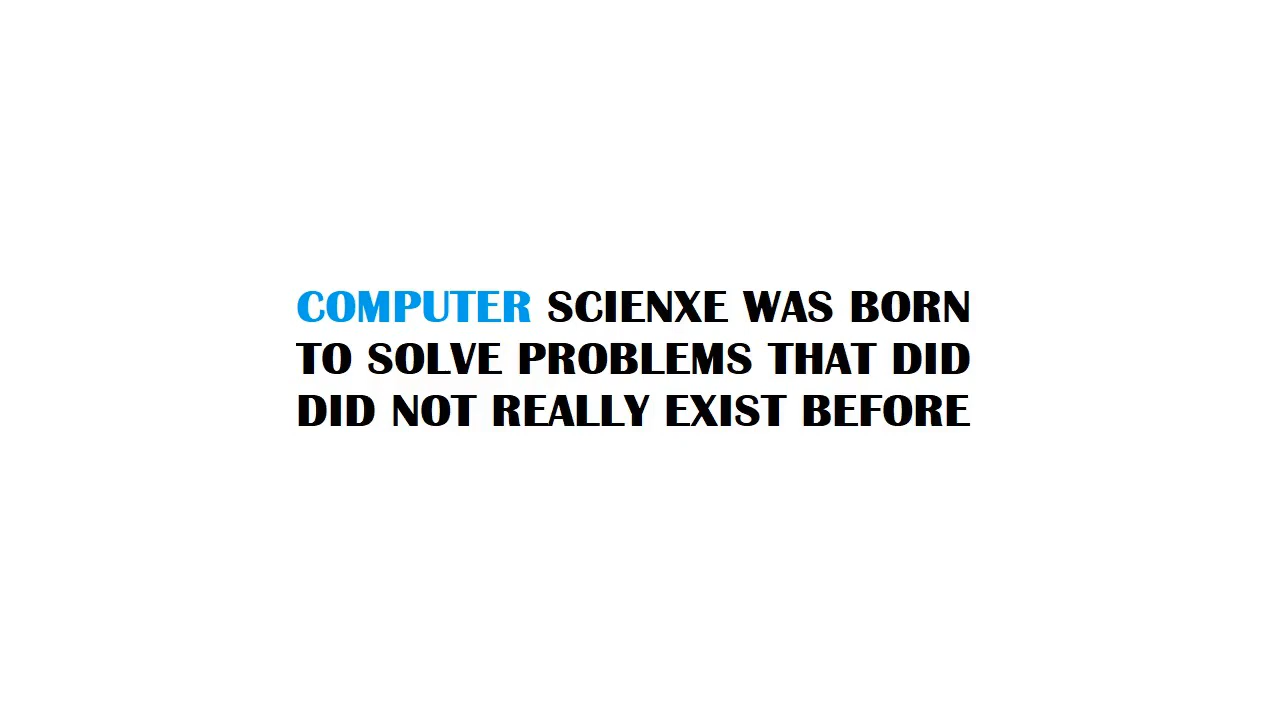 COMPUTER SCIENXE WAS BORN
TO SOLVE PROBLEMS THAT DID
DID NOT REALLY EXIST BEFORE